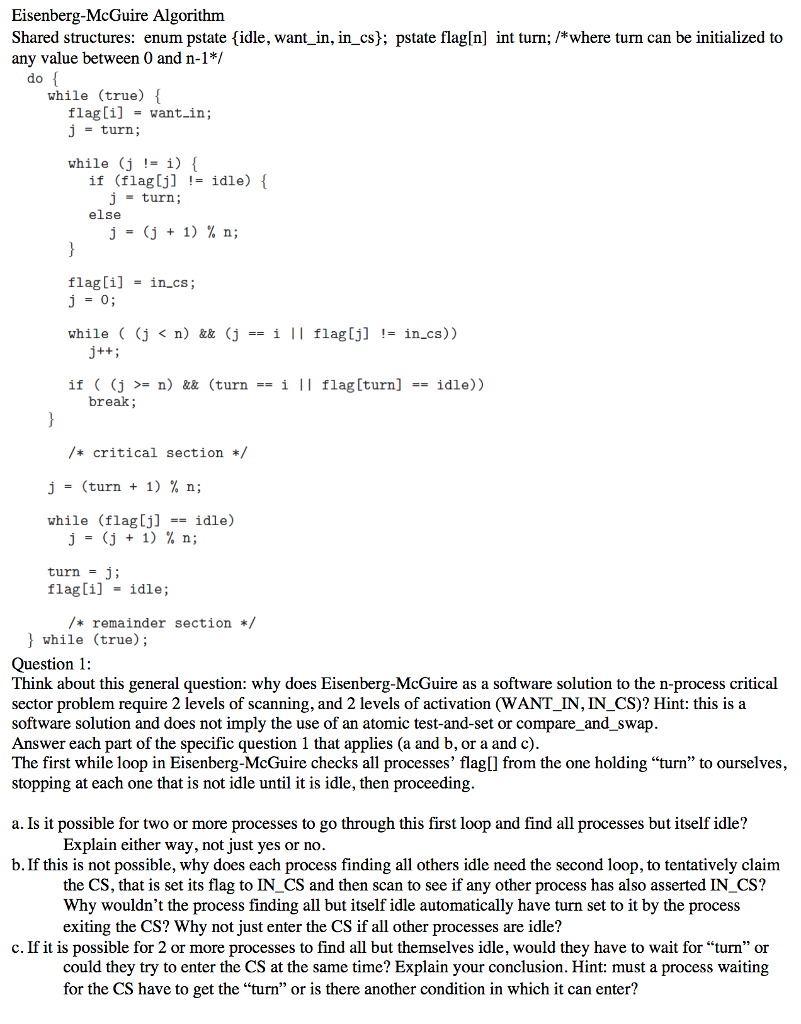 Eisenberg-McGuire Algorithm
Shared structures:  enum pstate {idle, want_in, in_cs};  pstate flag[n]  int turn; /*where turn can be initialized to
any value between 0 and n-1*/
do {
while (true) {
flag[i] = want_in;
j = turn;
while (j != i) {
if (flag[j] != idle) {
j = turn;
else
j = (j + 1) % n;
}
flag[i] = in_cs;
j = 0;
while ( (j < n) && (j == i || flag[j] != in_cs))
j++;
if ( (j >= n) && (turn == i || flag[turn] == idle))
break;
}
/* critical section */
j = (turn + 1) % n;
while (flag[j] == idle)
j = (j + 1) % n;
turn = j;
flag[i] = idle;
/* remainder section */
} while (true);
Question 1:
Think about this general question: why does Eisenberg-McGuire as a software solution to the n-process critical
sector problem require 2 levels of scanning, and 2 levels of activation (WANT_IN, IN_CS)? Hint: this is a
software solution and does not imply the use of an atomic test-and-set or compare_and_swap.
Answer each part of the specific question 1 that applies (a and b, or a and c).
The first while loop in Eisenberg-McGuire checks all processes' flag[] from the one holding “turn” to ourselves,
stopping at each one that is not idle until it is idle, then proceeding.
a. Is it possible for two or more processes to go through this first loop and find all processes but itself idle?
Explain either way, not just yes or no.
b. If this is not possible, why does each process finding all others idle need the second loop, to tentatively claim
the CS, that is set its flag to IN_CS and then scan to see if any other process has also asserted IN_CS?
Why wouldn't the process finding all but itself idle automatically have turn set to it by the process
exiting the CS? Why not just enter the CS if all other processes are idle?
c. If it is possible for 2 or more processes to find all but themselves idle, would they have to wait for “turn” or
could they try to enter the CS at the same time? Explain your conclusion. Hint: must a process waiting
for the CS have to get the “turn” or is there another condition in which it can enter?